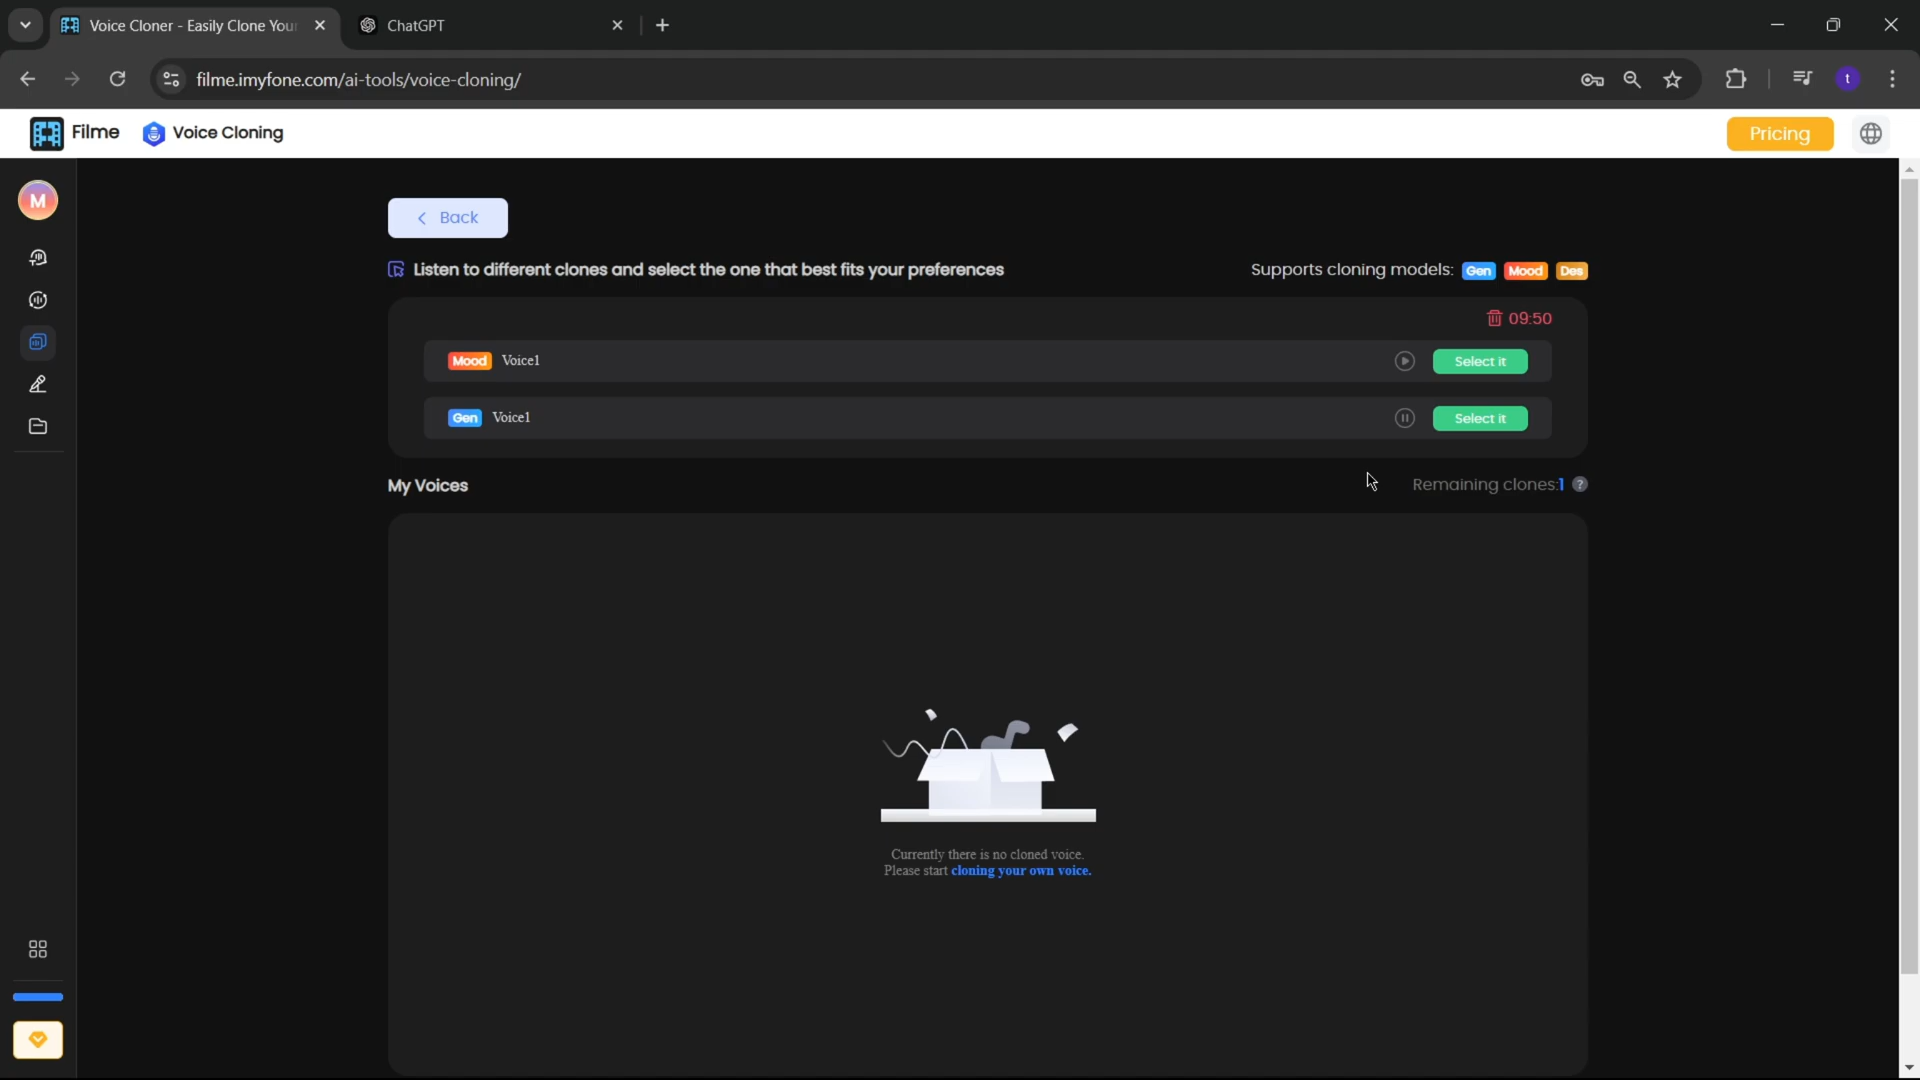 Voice Cloner - Easily Clone You
ChatGPT
filme.imyfone.com/ai-tools/voice-cloning/
t
Filme
Voice Cloning
Pricing
M
Back
Listen to different clones and select the one that best fits your preferences
Supports cloning models: Gen Mood Des
09:50
Mood Voice1
Select it
Gen Voice1
Select it
My Voices
Remaining clones:1 ?
Currently there is no cloned voice.
Please start cloning your own voice.